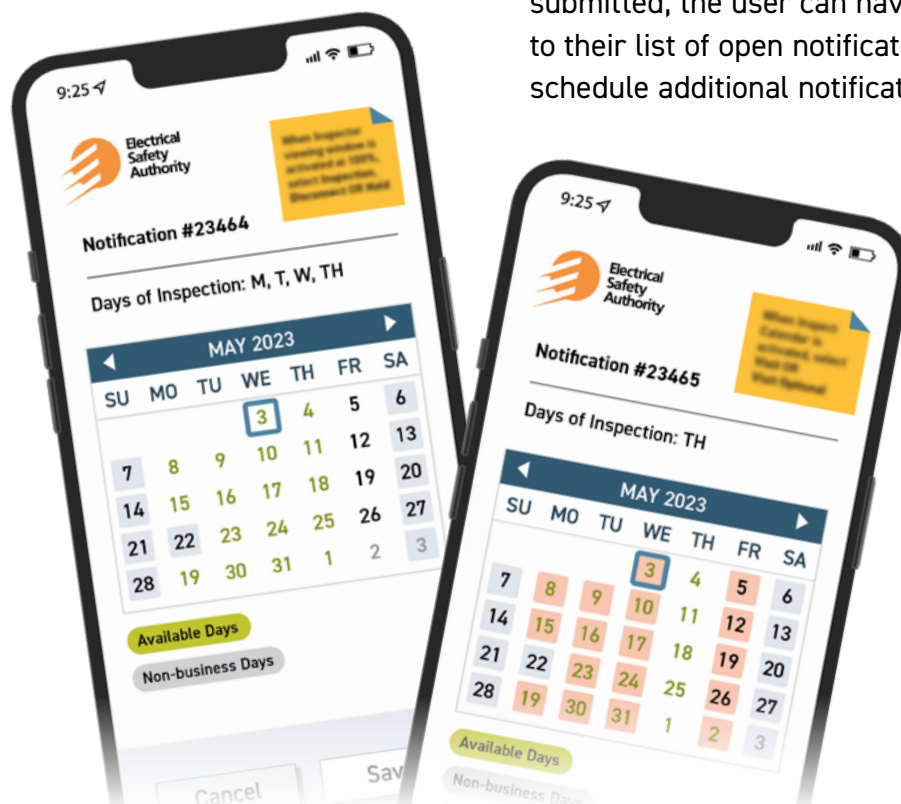 submitted, the user can hav
to their list of open notificat
schedule additional notificat
9:25
Electrical
Safety
Authority
Notification #23464
Days of Inspection: M, T, W, TH
MAY 2023
SU MO TU WE TH FR SA
3 4 5 6
7 8 9 10 11 12 13
14 15 16 17 18 19 20
21 22 23 24 25 26 27
28 19 30 31 1 2 3
Available Days
Non-business Days
Cancel
Sav
9:25
Electrical
Safety
Authority
Notification #23465
Days of Inspection: TH
MAY 2023
SU MO TU WE TH FR SA
3 4 5 6
7 8 9 10 11 12 13
14 15 16 17 18 19 20
21 22 23 24 25 26 27
28 19 30 31 1 2 3
Available Days
Non-business Days